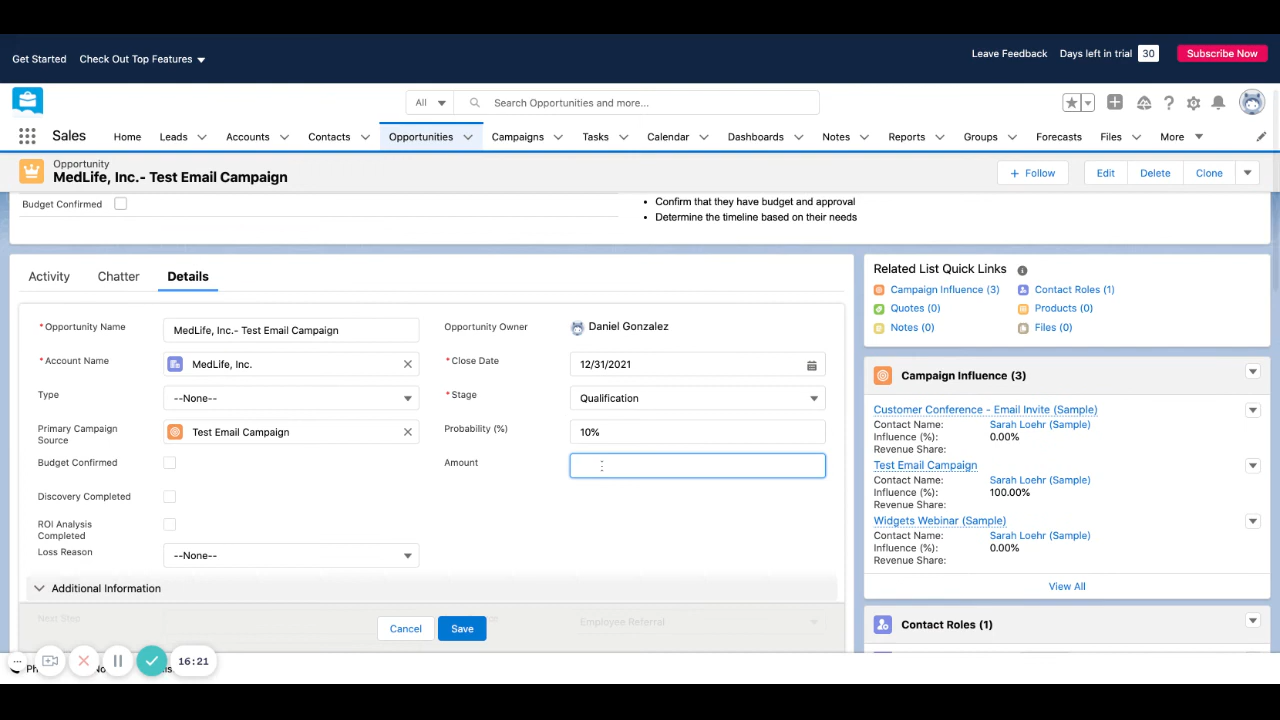 Get Started
Check Out Top Features
Leave Feedback
Days left in trial
30
Subscribe Now
All
Search Opportunities and more...
Sales
Home
Leads
Accounts
Contacts
Opportunities
Campaigns
Tasks
Calendar
Dashboards
Notes
Reports
Groups
Forecasts
Files
More
Opportunity
MedLife, Inc.- Test Email Campaign
+ Follow
Edit
Delete
Clone
Budget Confirmed
• Confirm that they have budget and approval
• Determine the timeline based on their needs
Activity
Chatter
Details
*Opportunity Name
MedLife, Inc.- Test Email Campaign
Opportunity Owner
Daniel Gonzalez
*Account Name
MedLife, Inc.
*Close Date
12/31/2021
Type
--None--
*Stage
Qualification
Primary Campaign
Source
Test Email Campaign
Probability (%)
10%
Budget Confirmed
Amount
Discovery Completed
ROI Analysis
Completed
Loss Reason
--None--
Additional Information
Next Step
Employee Referral
Cancel
Save
Related List Quick Links
Campaign Influence (3)
Contact Roles (1)
Quotes (0)
Products (0)
Notes (0)
Files (0)
Campaign Influence (3)
Customer Conference - Email Invite (Sample)
Contact Name:
Sarah Loehr (Sample)
Influence (%):
0.00%
Revenue Share:
Test Email Campaign
Contact Name:
Sarah Loehr (Sample)
Influence (%):
100.00%
Revenue Share:
Widgets Webinar (Sample)
Contact Name:
Sarah Loehr (Sample)
Influence (%):
0.00%
Revenue Share:
View All
Contact Roles (1)
16:21